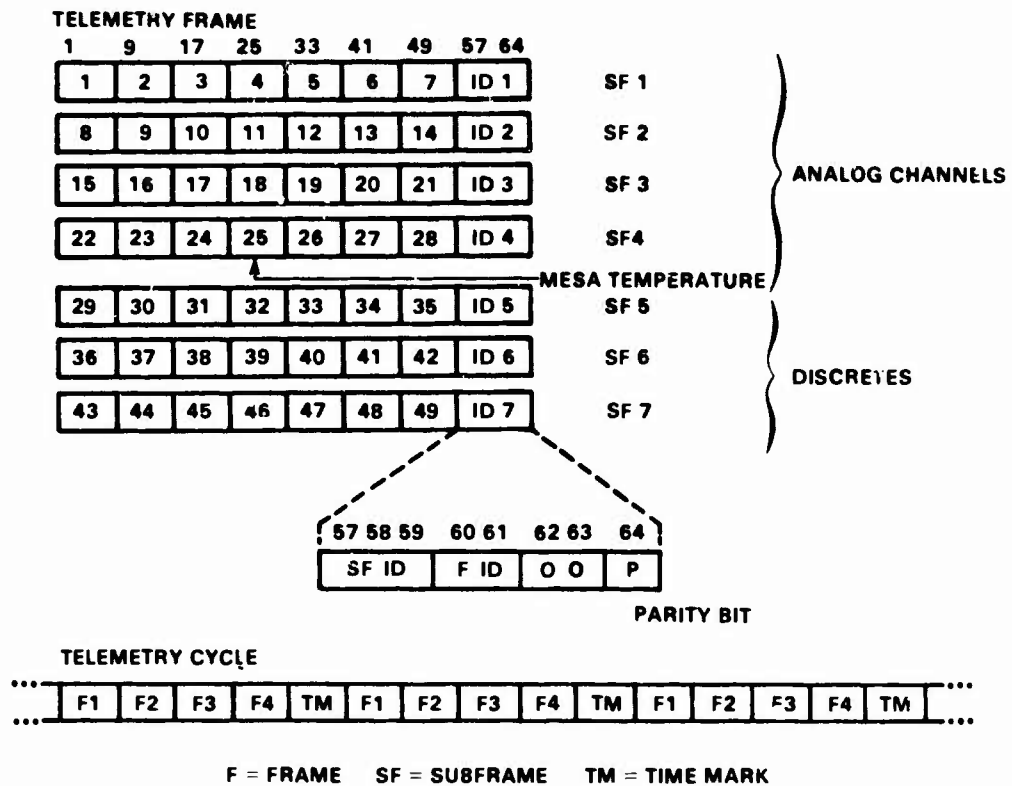 TELEMETRY FRAME
1 9 17 25 33 41 49 57 64
1 2 3 4 5 6 7 ID 1 SF 1
8 9 10 11 12 13 14 ID 2 SF 2
15 16 17 18 19 20 21 ID 3 SF 3
ANALOG CHANNELS
22 23 24 25 26 27 28 ID 4 SF4
MESA TEMPERATURE
29 30 31 32 33 34 35 ID 5 SF 5
36 37 38 39 40 41 42 ID 6 SF 6
DISCRETES
43 44 45 46 47 48 49 ID 7 SF 7
57 58 59 60 61 62 63 64
SF ID F ID O O P
PARITY BIT
TELEMETRY CYCLE
••• F1 F2 F3 F4 TM F1 F2 F3 F4 TM F1 F2 F3 F4 TM •••
F = FRAME SF = SUBFRAME TM = TIME MARK